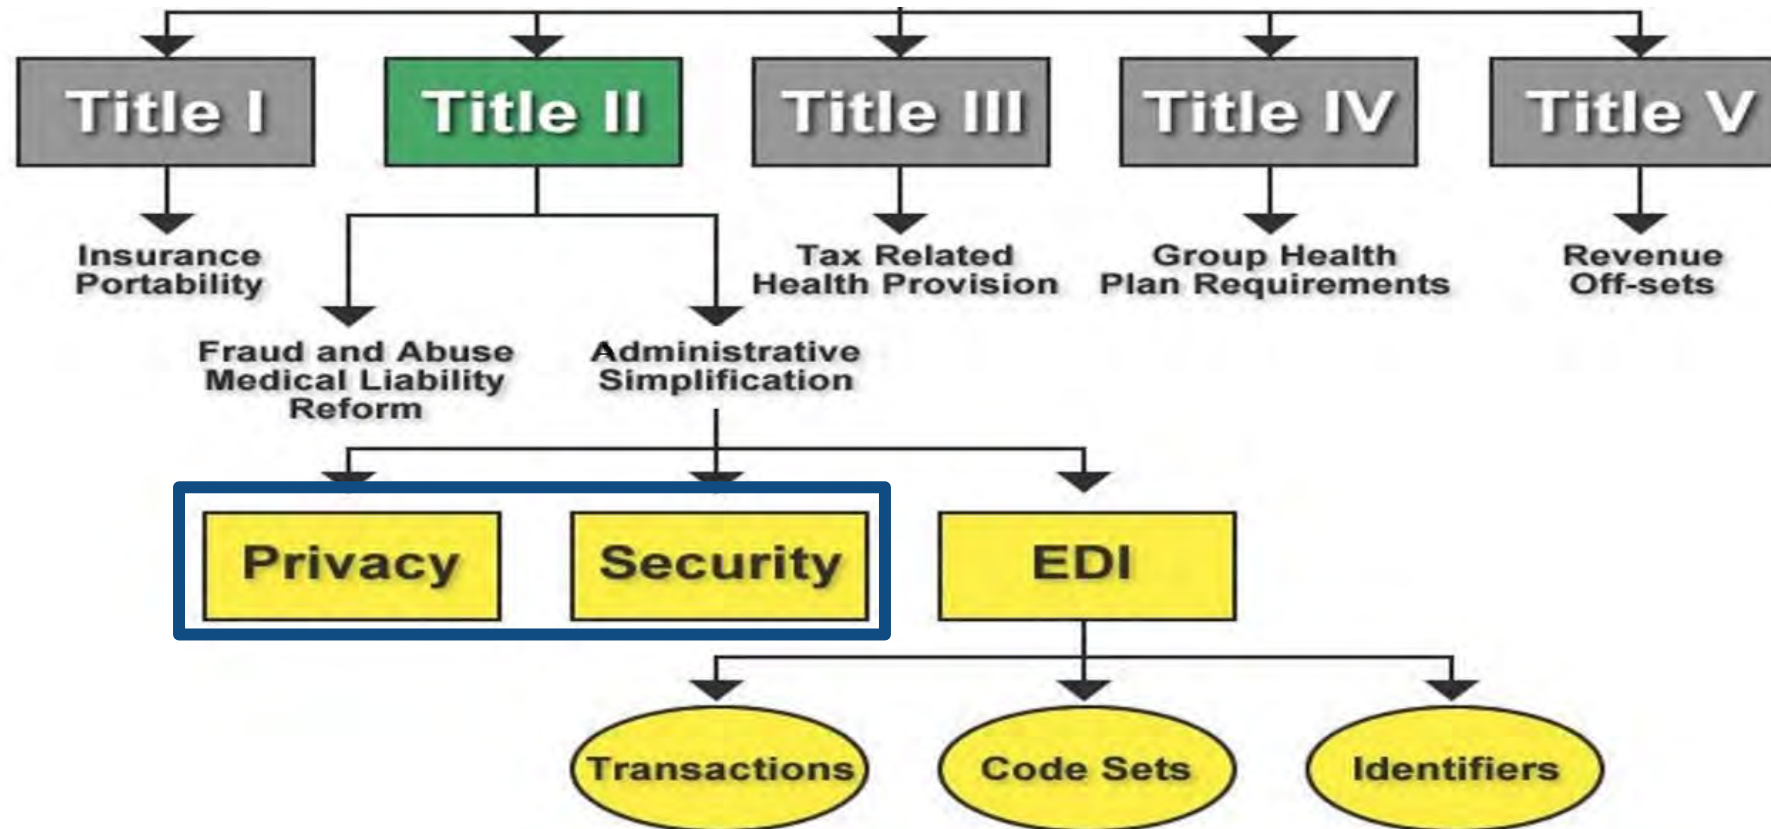 Title I
Title II
Title III
Title IV
Title V
Insurance
Portability
Tax Related
Health Provision
Group Health
Plan Requirements
Revenue
Off-sets
Fraud and Abuse
Medical Liability
Reform
Administrative
Simplification
Privacy
Security
EDI
Transactions
Code Sets
Identifiers